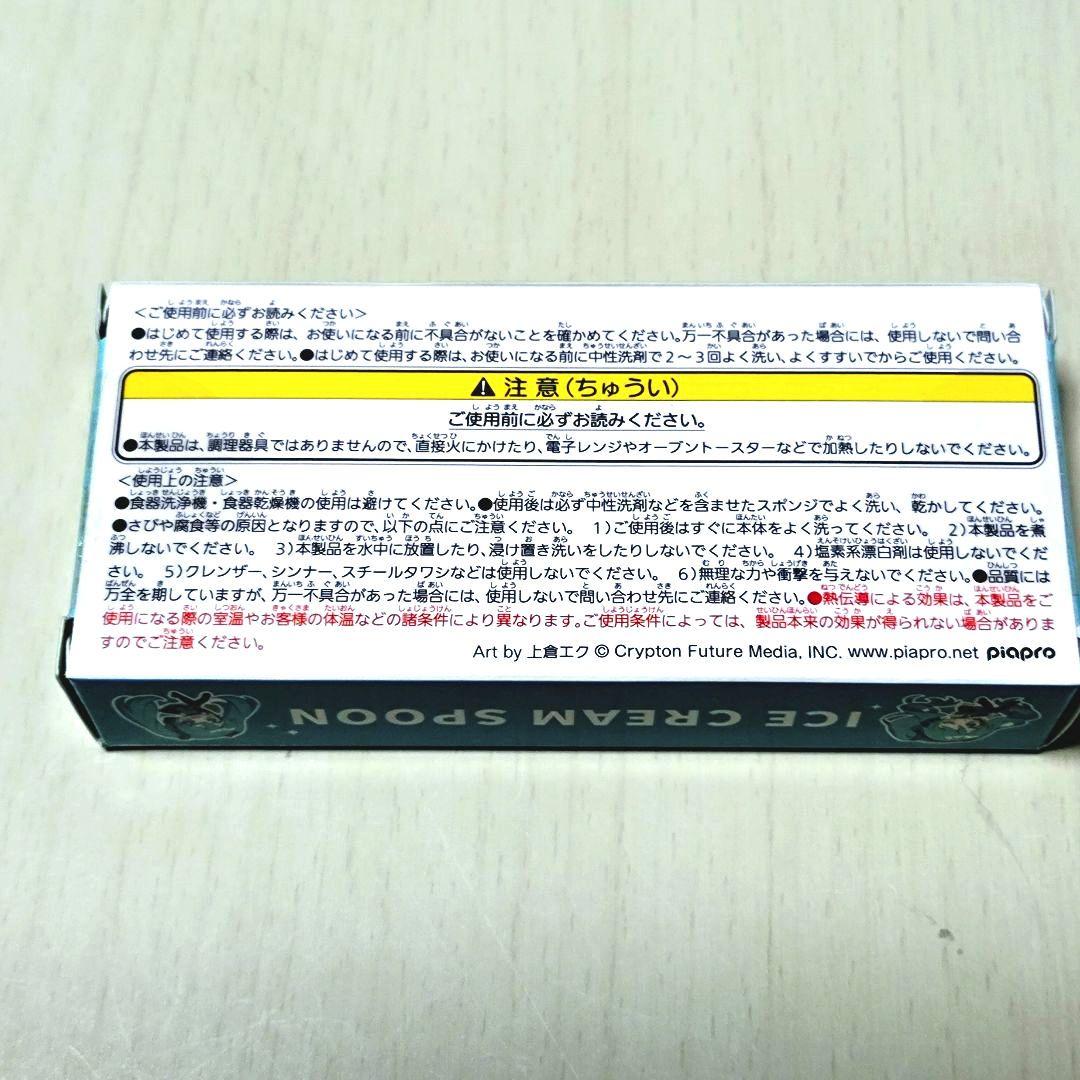 ＜ご使用前に必ずお読みください＞
●はじめて使用する際は、お使いになる前に不具合がないことを確かめてください。万一不具合があった場合には、使用しないで問い合
わせ先にご連絡ください。●はじめて使用する際は、お使いになる前に中性洗剤で２～３回よく洗い、よくすすいでからご使用ください。
⚠注意(ちゅうい)
ご使用前に必ずお読みください。
●本製品は、調理器具ではありませんので、直接火にかけたり、電子レンジやオーブントースターなどで加熱したりしないでください。
＜使用上の注意＞
●食器洗浄機・食器乾燥機の使用は避けてください。●使用後は必ず中性洗剤などを含ませたスポンジでよく洗い、乾かしてください。
●さびや腐食等の原因となりますので、以下の点にご注意ください。 1)ご使用後はすぐに本体をよく洗ってください。 2)本製品を煮
沸しないでください。 3)本製品を水中に放置したり、浸け置き洗いをしたりしないでください。 4)塩素系漂白剤は使用しないでくだ
さい。 5)クレンザー、シンナー、スチールタワシなどは使用しないでください。 6)無理な力や衝撃を与えないでください。●品質には
万全を期していますが、万一不具合があった場合には、使用しないで問い合わせ先にご連絡ください。●熱伝導による効果は、本製品をご
使用になる際の室温やお客様の体温などの諸条件により異なります。ご使用条件によっては、製品本来の効果が得られない場合がありま
すのでご注意ください。
Art by 上倉エク © Crypton Future Media, INC. www.piapro.net piapro
ICE CREAM SPOON